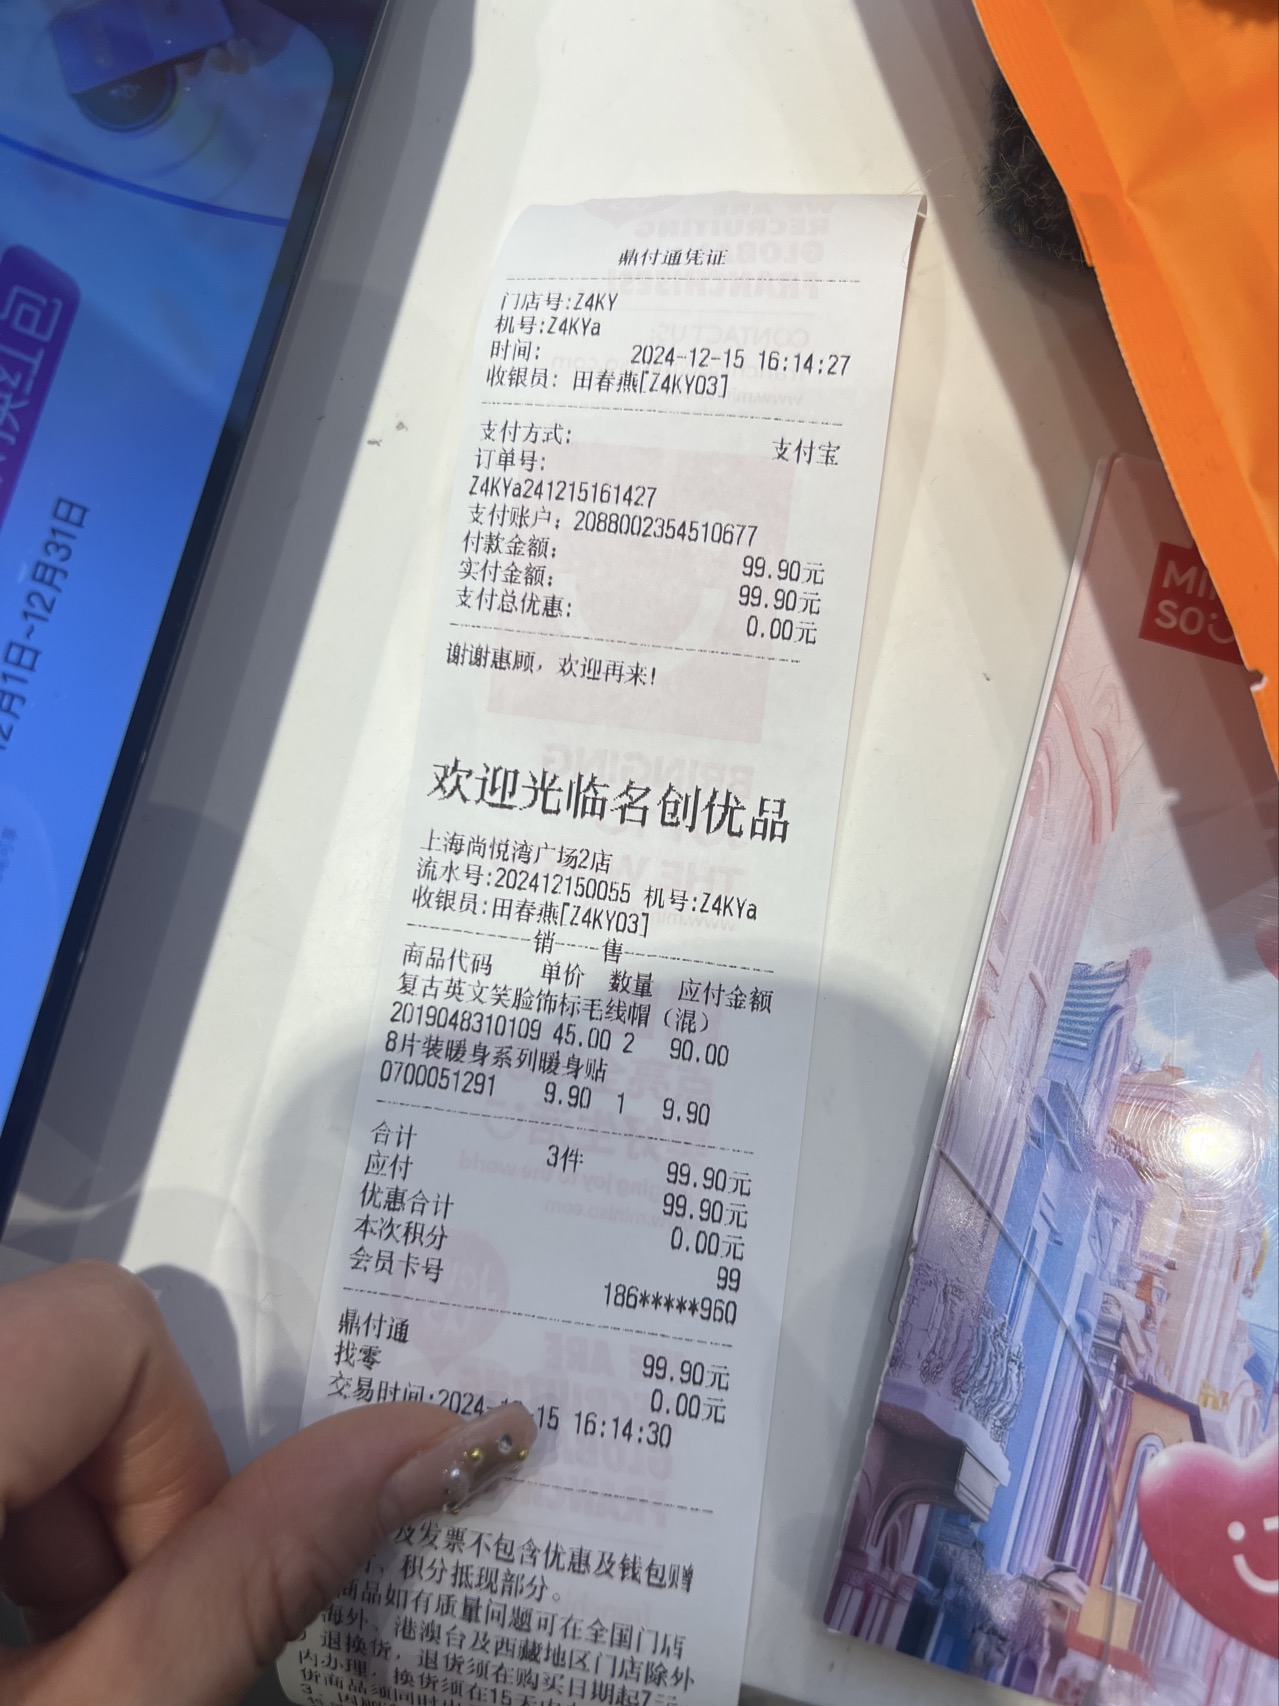 鼎付通凭证
门店号:Z4KY
机号:Z4KYa
时间: 2024-12-15 16:14:27
收银员: 田春燕[Z4KY03]
支付方式: 支付宝
订单号:
Z4KYa241215161427
支付账户: 2088002354510677
付款金额: 99.90元
实付金额: 99.90元
支付总优惠: 0.00元
谢谢惠顾, 欢迎再来!
欢迎光临名创优品
上海尚悦湾广场2店
流水号:202412150055 机号:Z4KYa
收银员:田春燕[Z4KY03]
销 售
商品代码 单价 数量 应付金额
复古英文笑脸饰标毛线帽（混）
2019048310109 45.00 2 90.00
8片装暖身系列暖身贴
0700051291 9.90 1 9.90
合计 3件 99.90元
应付 99.90元
优惠合计 0.00元
本次积分 99
会员卡号 186*****960
鼎付通 99.90元
找零 0.00元
交易时间:2024- 15 16:14:30
及发票不包含优惠及钱包赠
、积分抵现部分。
商品如有质量问题可在全国门店
海外、港澳台及西藏地区门店除外
退换货, 退货须在购买日期起7
内办理, 换货须在15天
12月1日~12月31日
红包
MINI
SO